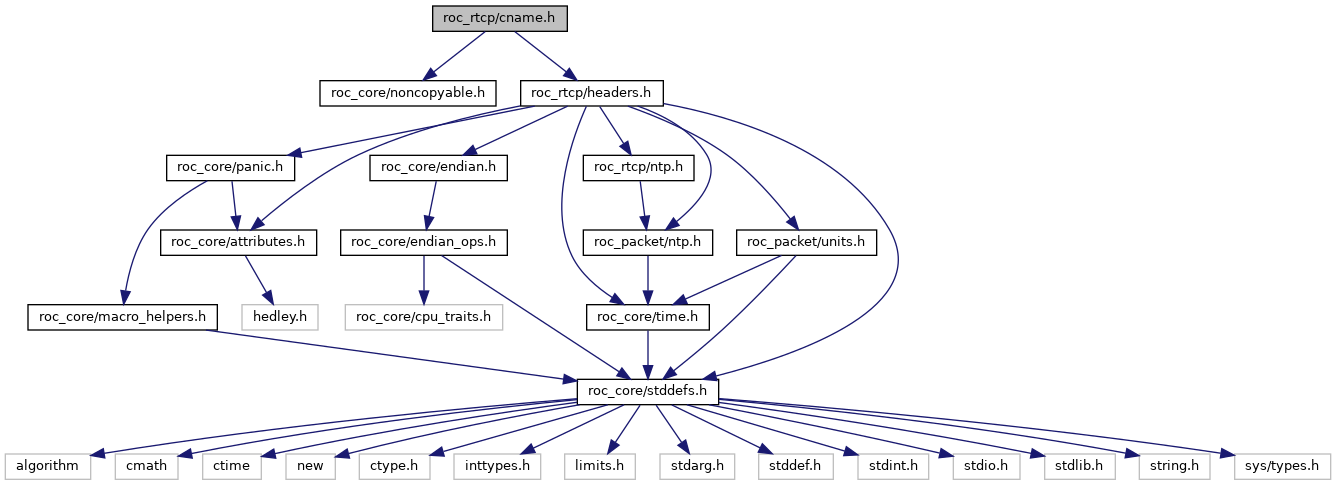 roc_rtcp/cname.h
roc_core/noncopyable.h
roc_rtcp/headers.h
roc_core/panic.h
roc_core/endian.h
roc_rtcp/ntp.h
roc_core/attributes.h
roc_core/endian_ops.h
roc_packet/ntp.h
roc_packet/units.h
roc_core/macro_helpers.h
hedley.h
roc_core/cpu_traits.h
roc_core/time.h
roc_core/stddefs.h
algorithm
cmath
ctime
new
ctype.h
inttypes.h
limits.h
stdarg.h
stddef.h
stdint.h
stdio.h
stdlib.h
string.h
sys/types.h